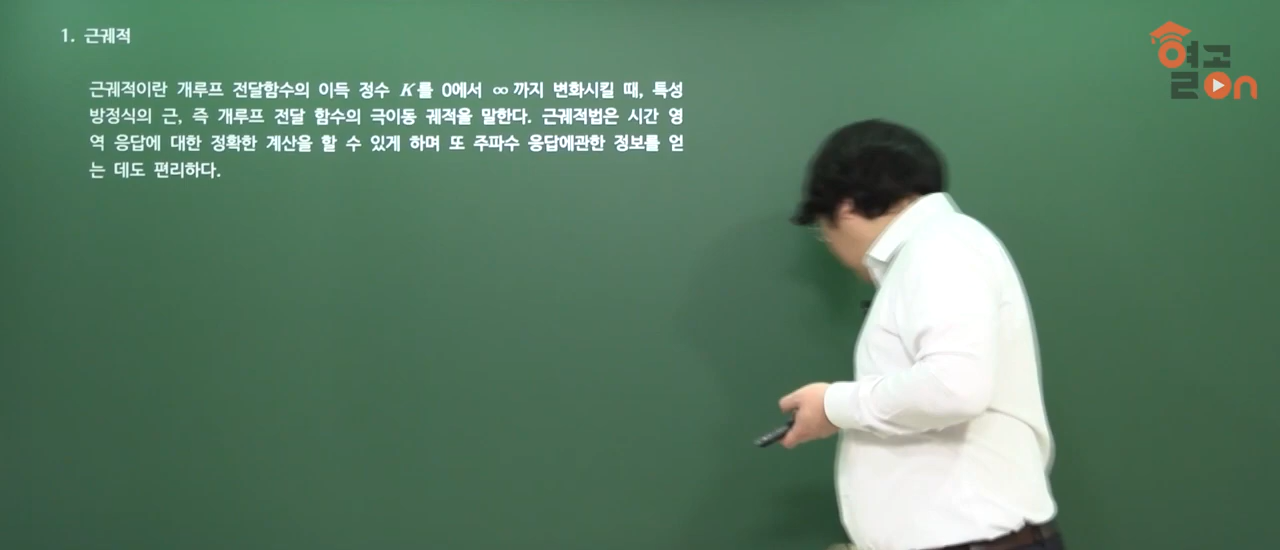 1. 근궤적
근궤적이란 개루프 전달함수의 이득 정수 K를 0에서 ∞까지 변화시킬 때, 특성
방정식의 근, 즉 개루프 전달 함수의 극이동 궤적을 말한다. 근궤적법은 시간 영
역 응답에 대한 정확한 계산을 할 수 있게 하며 또 주파수 응답에관한 정보를 얻
는 데도 편리하다.
열공
On